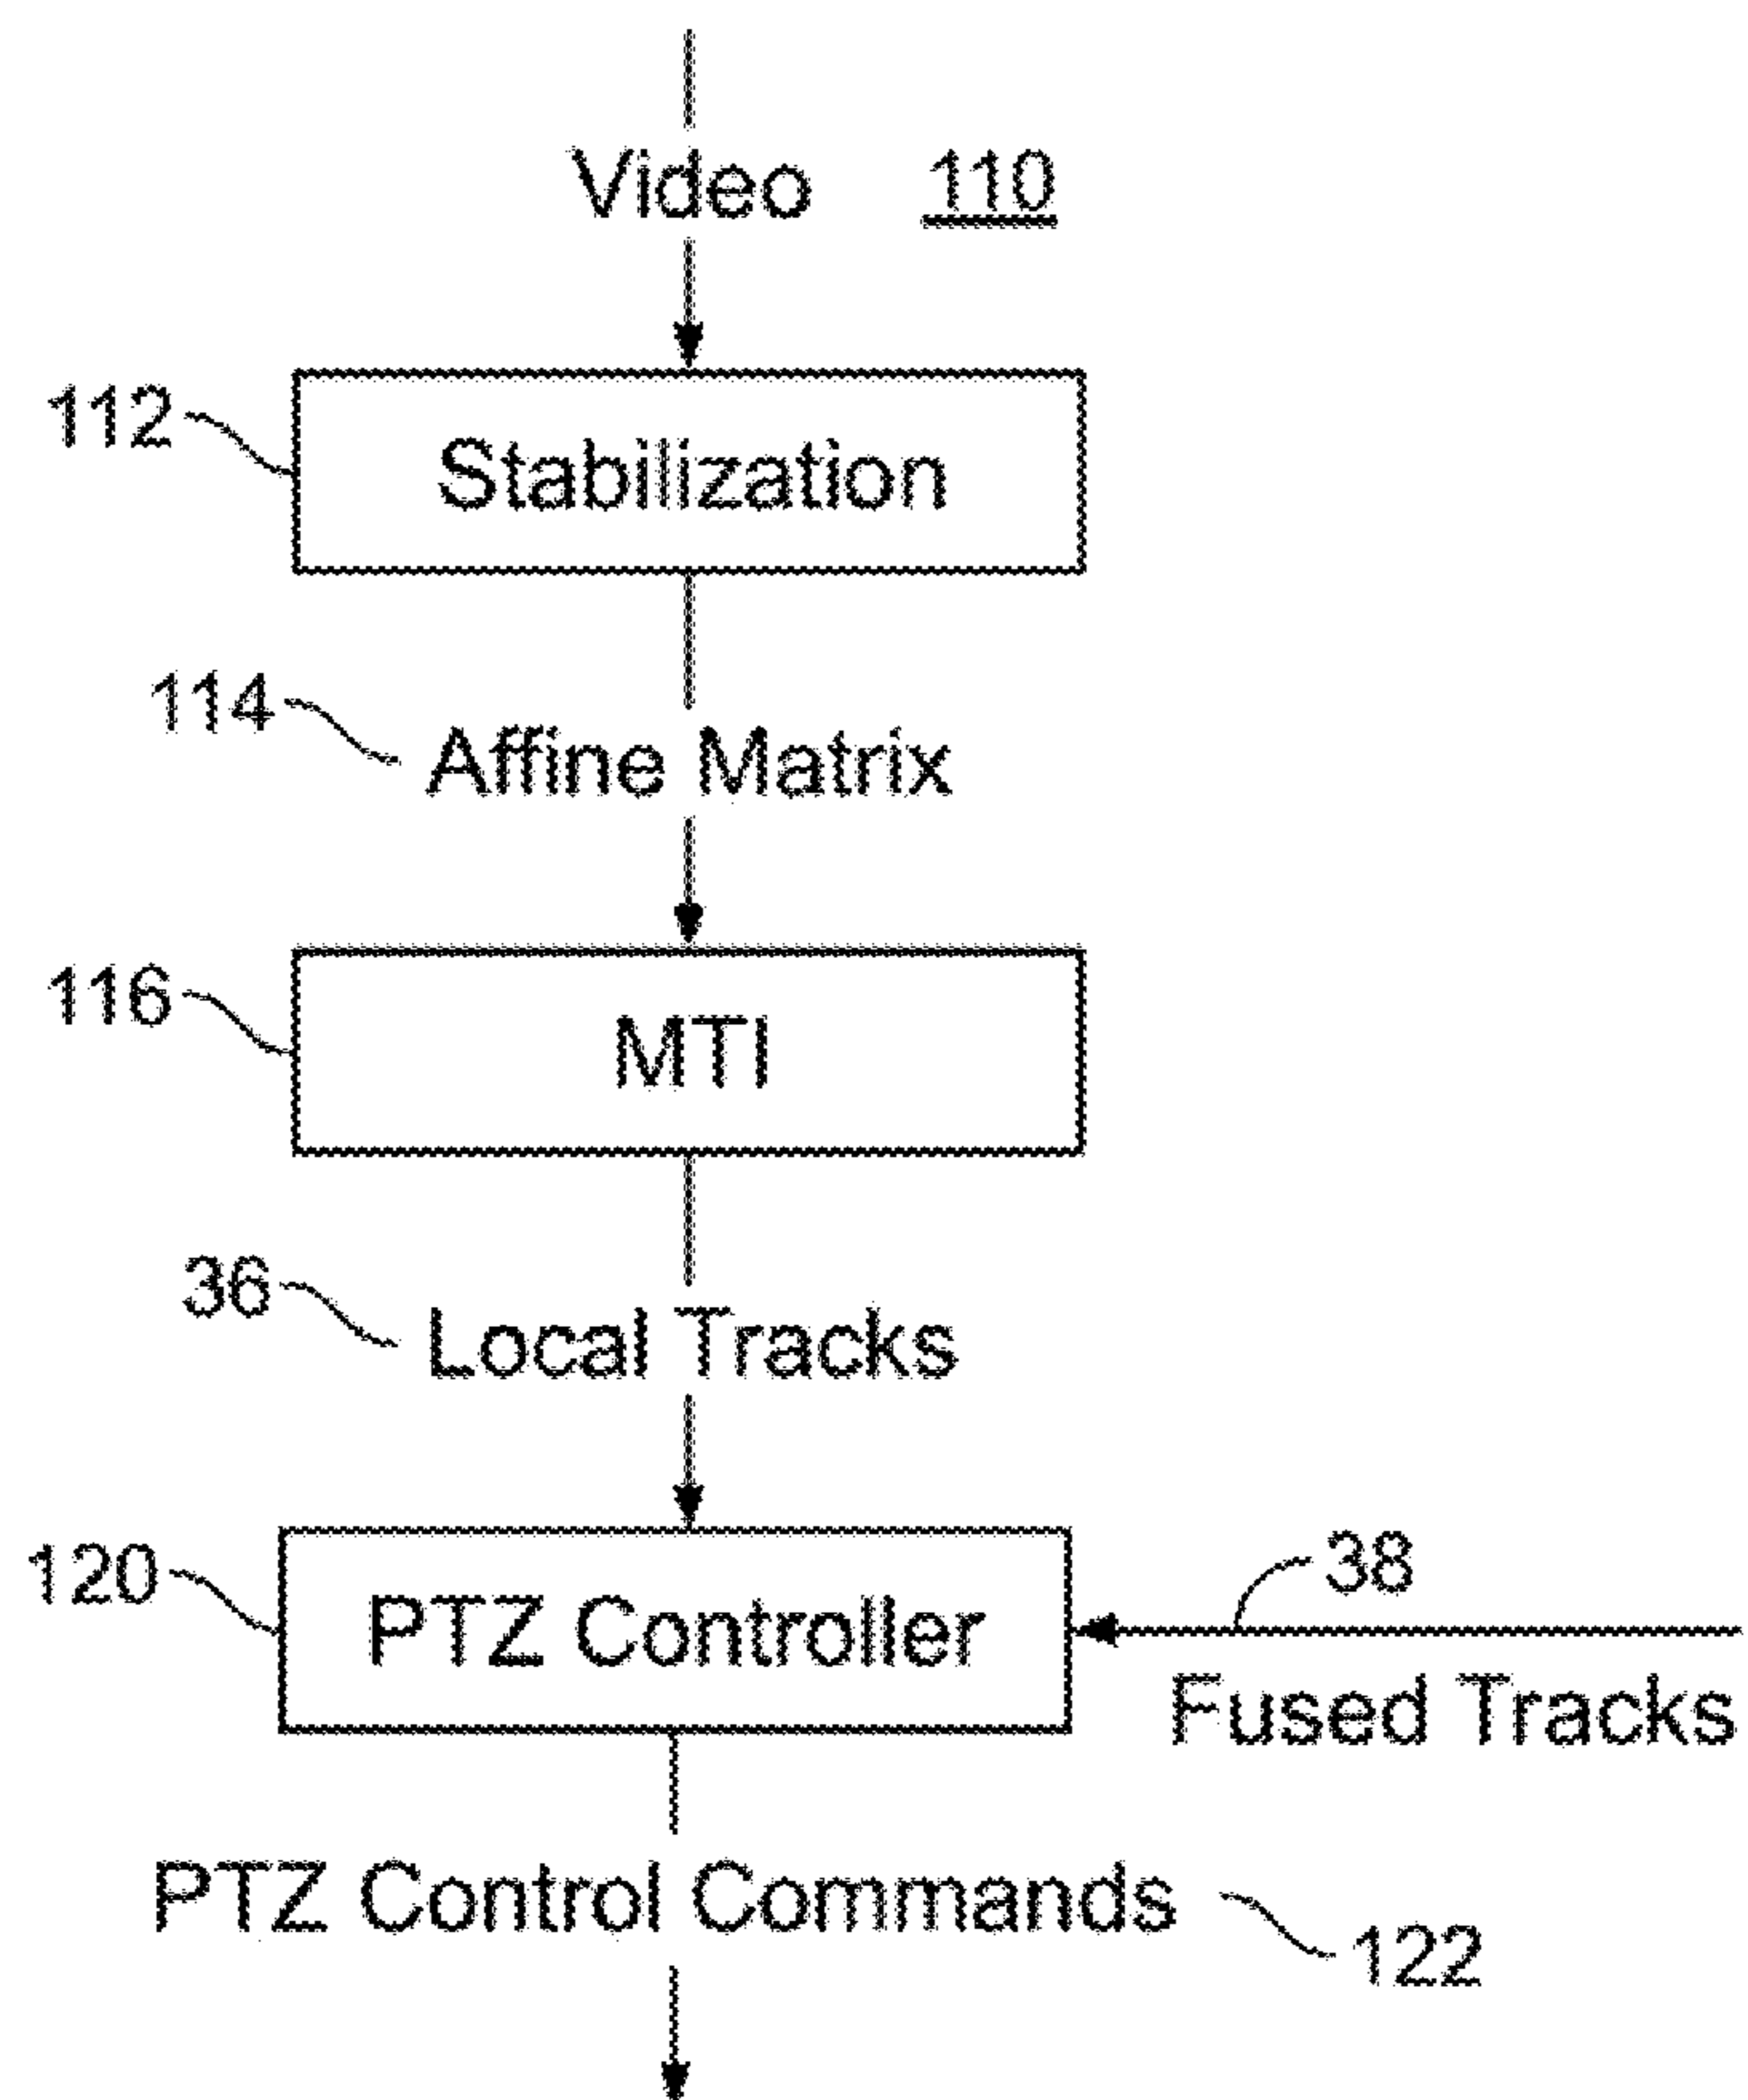 Video 110
112
Stabilization
114
Affine Matrix
116
MTI
36
Local Tracks
120
PTZ Controller
38
Fused Tracks
PTZ Control Commands
122